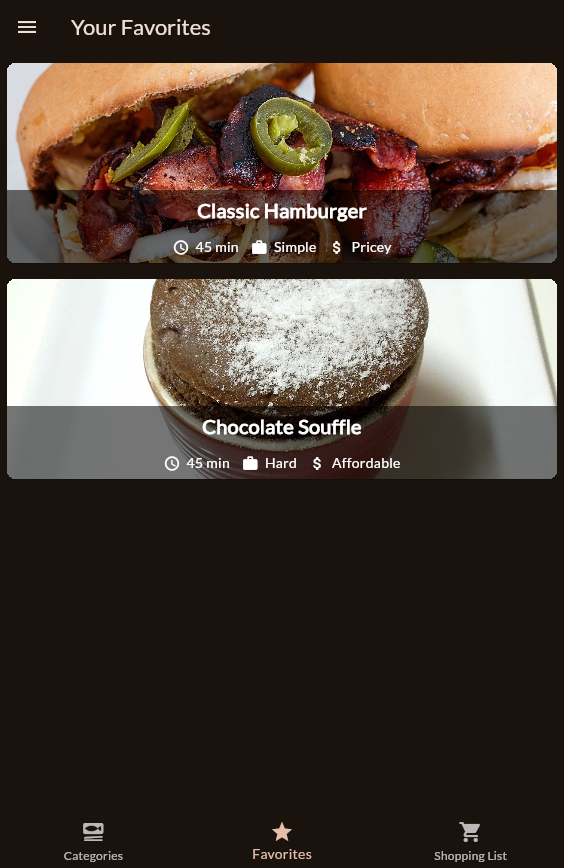 Your Favorites
Classic Hamburger
45 min Simple $ Pricey
Chocolate Souffle
45 min Hard $ Affordable
Categories Favorites Shopping List